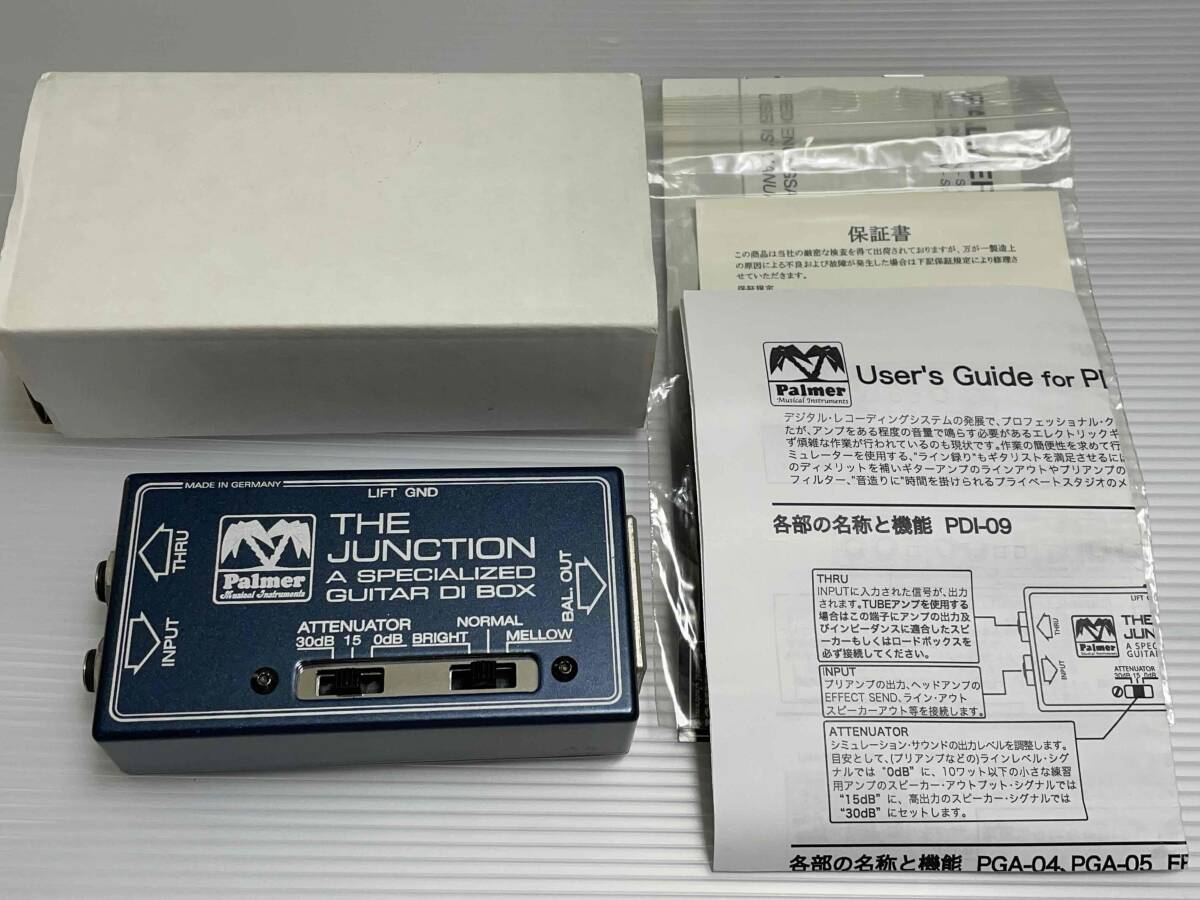 MADE IN GERMANY
LIFT GND
THRU
INPUT
Palmer
Musical Instruments
THE
JUNCTION
A SPECIALIZED
GUITAR DI BOX
BAL. OUT
ATTENUATOR
30dB 15 0dB
BRIGHT
NORMAL
MELLOW
保証書
この商品は当社の厳密な検査を得て出荷されておりますが、万が一製造上
の原因による不良および故障が発生した場合は下記保証規定により修理さ
せていただきます。
保証規定
Palmer
Musical Instruments
User's Guide for PI
デジタル・レコーディングシステムの発展で、プロフェッショナル・ク
たが、アンプをある程度の音量で鳴らす必要があるエレクトリックギ
ず煩雑な作業が行われているのも現状です。作業の簡便性を求めて行
ミュレーターを使用する、"ライン録り"もギタリストを満足させるには
のディメリットを補いギターアンプのラインアウトやプリアンプの
フィルター、"音造りに"時間を掛けられるプライベートスタジオのメ
各部の名称と機能 PDI-09
THRU
INPUTに入力された信号が、出力
されます。TUBEアンプを使用する
場合はこの端子にアンプの出力及
びインピーダンスに適合したスピ
ーカーもしくはロードボックスを
必ず接続してください。
INPUT
プリアンプの出力、ヘッドアンプの
EFFECT SEND、ライン・アウト
スピーカーアウト等を接続します。
ATTENUATOR
シミュレーション・サウンドの出力レベルを調整します。
目安として、(プリアンプなどの)ラインレベル・シグ
ナルでは "0dB" に、10ワット以下の小さな練習
用アンプのスピーカー・アウトプット・シグナルでは
"15dB" に、高出力のスピーカー・シグナルでは
"30dB" にセットします。
THRU
INPUT
LIFT
Palmer
THE
JUN
A SPEC
GUITA
ATTENUATOR
30dB 15 0dB
各部の名称と機能 PGA-04、PGA-05